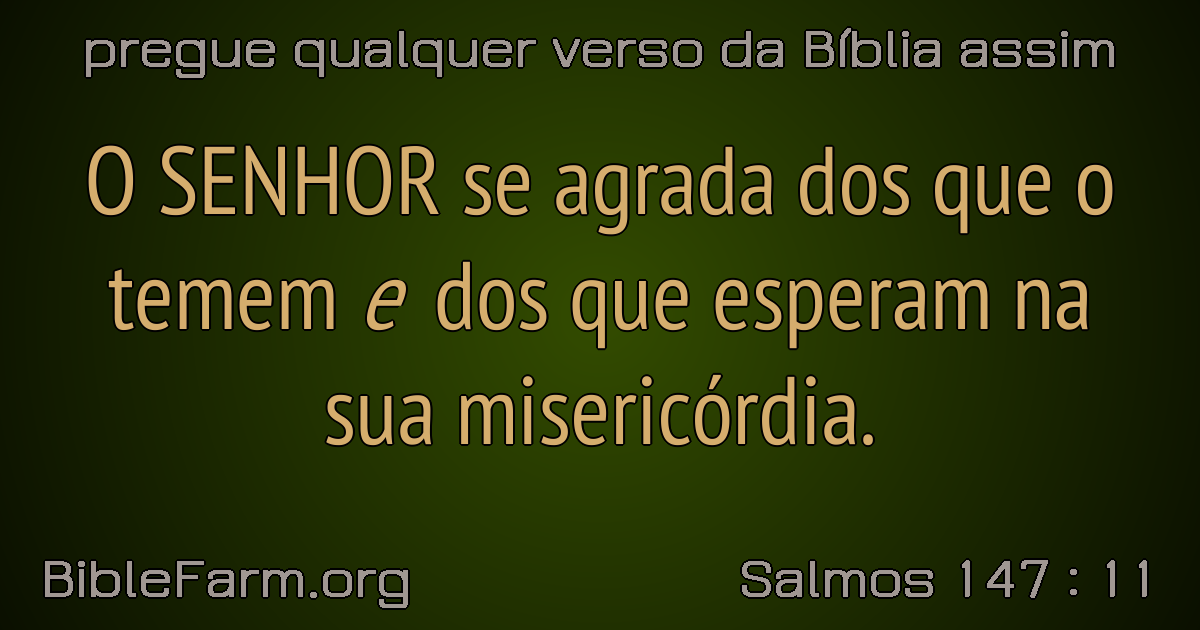 pregue qualquer verso da Bíblia assim
O SENHOR se agrada dos que o
temem e dos que esperam na
sua misericórdia.
BibleFarm.org
Salmos 147 : 11